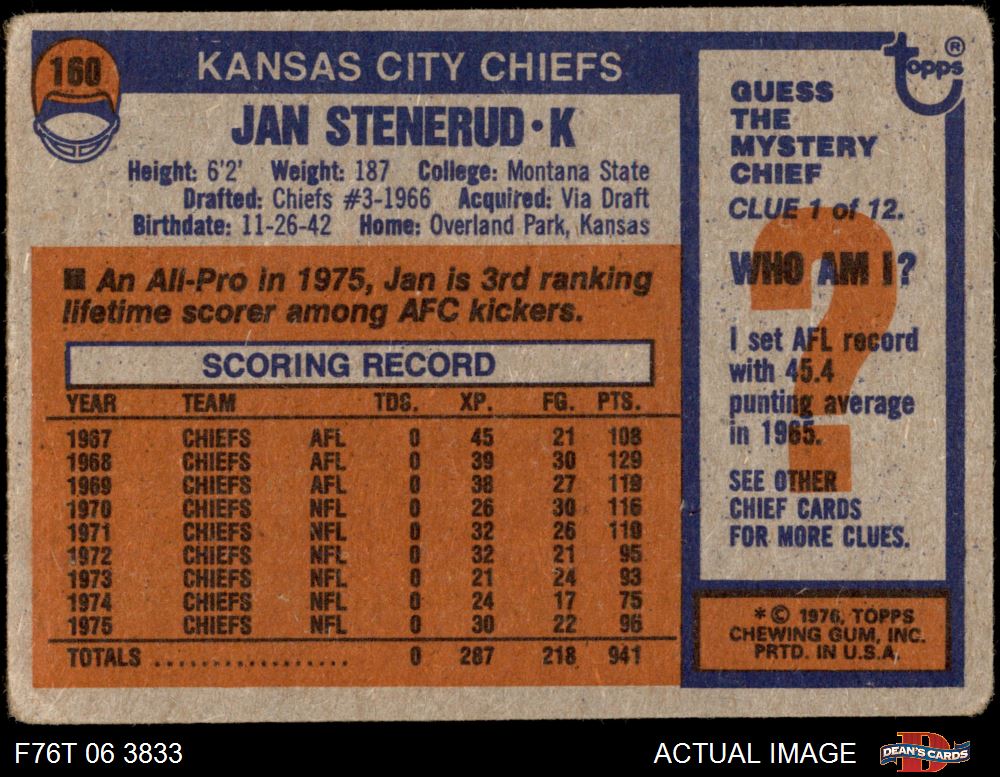 160
KANSAS CITY CHIEFS
JAN STENERUD·K
Height: 6'2' Weight: 187 College: Montana State
Drafted: Chiefs #3-1966 Acquired: Via Draft
Birthdate: 11-26-42 Home: Overland Park, Kansas
■ An All-Pro in 1975, Jan is 3rd ranking
lifetime scorer among AFC kickers.
SCORING RECORD
YEAR TEAM TDS. XP. FG. PTS.
1967 CHIEFS AFL 0 45 21 108
1968 CHIEFS AFL 0 39 30 129
1969 CHIEFS AFL 0 38 27 119
1970 CHIEFS NFL 0 26 30 116
1971 CHIEFS NFL 0 32 26 110
1972 CHIEFS NFL 0 32 21 95
1973 CHIEFS NFL 0 21 24 93
1974 CHIEFS NFL 0 24 17 75
1975 CHIEFS NFL 0 30 22 96
TOTALS .................. 0 287 218 941
topps ®
GUESS
THE
MYSTERY
CHIEF
CLUE 1 of 12.
WHO AM I?
?
I set AFL record
with 45.4
punting average
in 1965.
SEE OTHER
CHIEF CARDS
FOR MORE CLUES.
* © 1976, TOPPS
CHEWING GUM, INC.
PRTD. IN U.S.A.
F76T 06 3833
ACTUAL IMAGE
DEAN'S CARDS